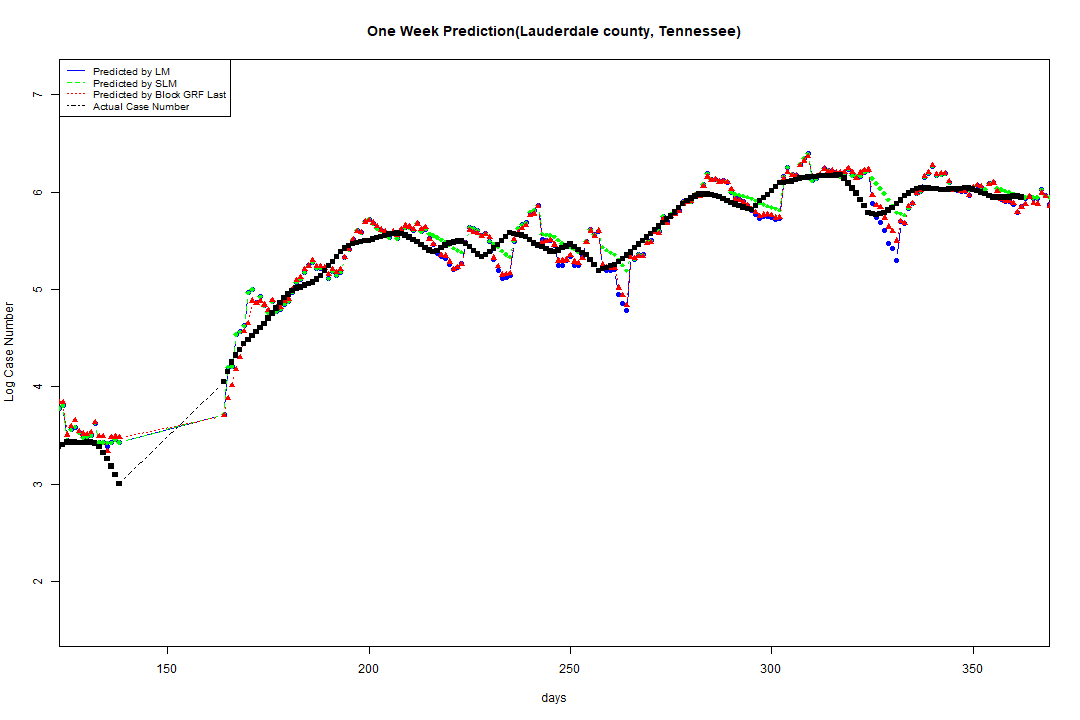 One Week Prediction(Lauderdale county, Tennessee)
Predicted by LM
Predicted by SLM
Predicted by Block GRF Last
Actual Case Number
7
6
5
4
3
2
Log Case Number
150 200 250 300 350
days